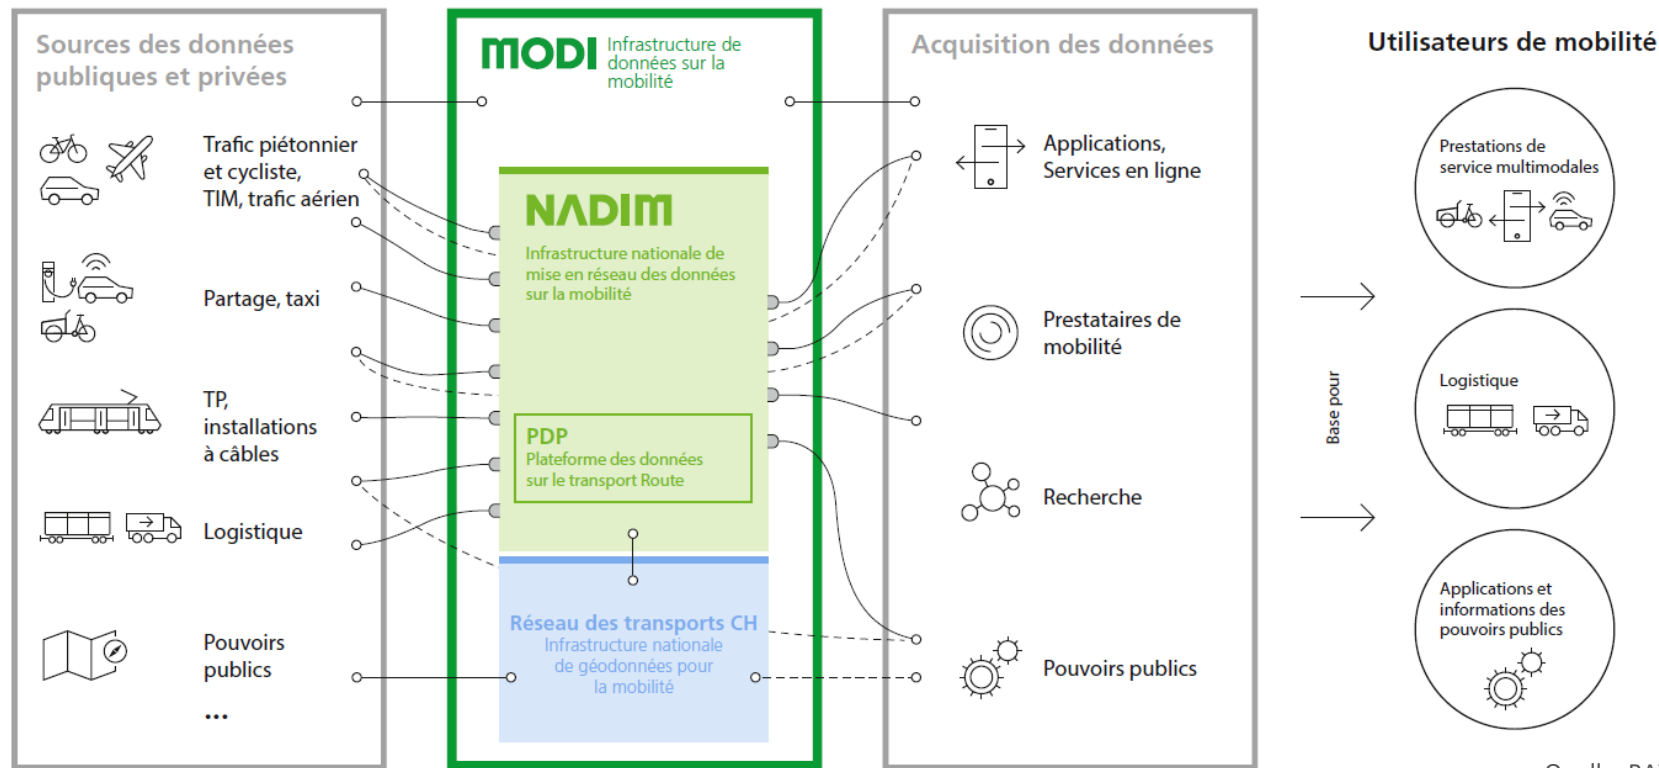 Sources des données
publiques et privées
Trafic piétonnier
et cycliste,
TIM, trafic aérien
Partage, taxi
TP,
installations
à câbles
Logistique
Pouvoirs
publics
...
MODI
Infrastructure de
données sur la
mobilité
NADIM
Infrastructure nationale de
mise en réseau des données
sur la mobilité
PDP
Plateforme des données
sur le transport Route
Réseau des transports CH
Infrastructure nationale
de géodonnées pour
la mobilité
Acquisition des données
Applications,
Services en ligne
Prestataires de
mobilité
Recherche
Pouvoirs publics
Base pour
Utilisateurs de mobilité
Prestations de
service multimodales
Logistique
Applications et
informations des
pouvoirs publics